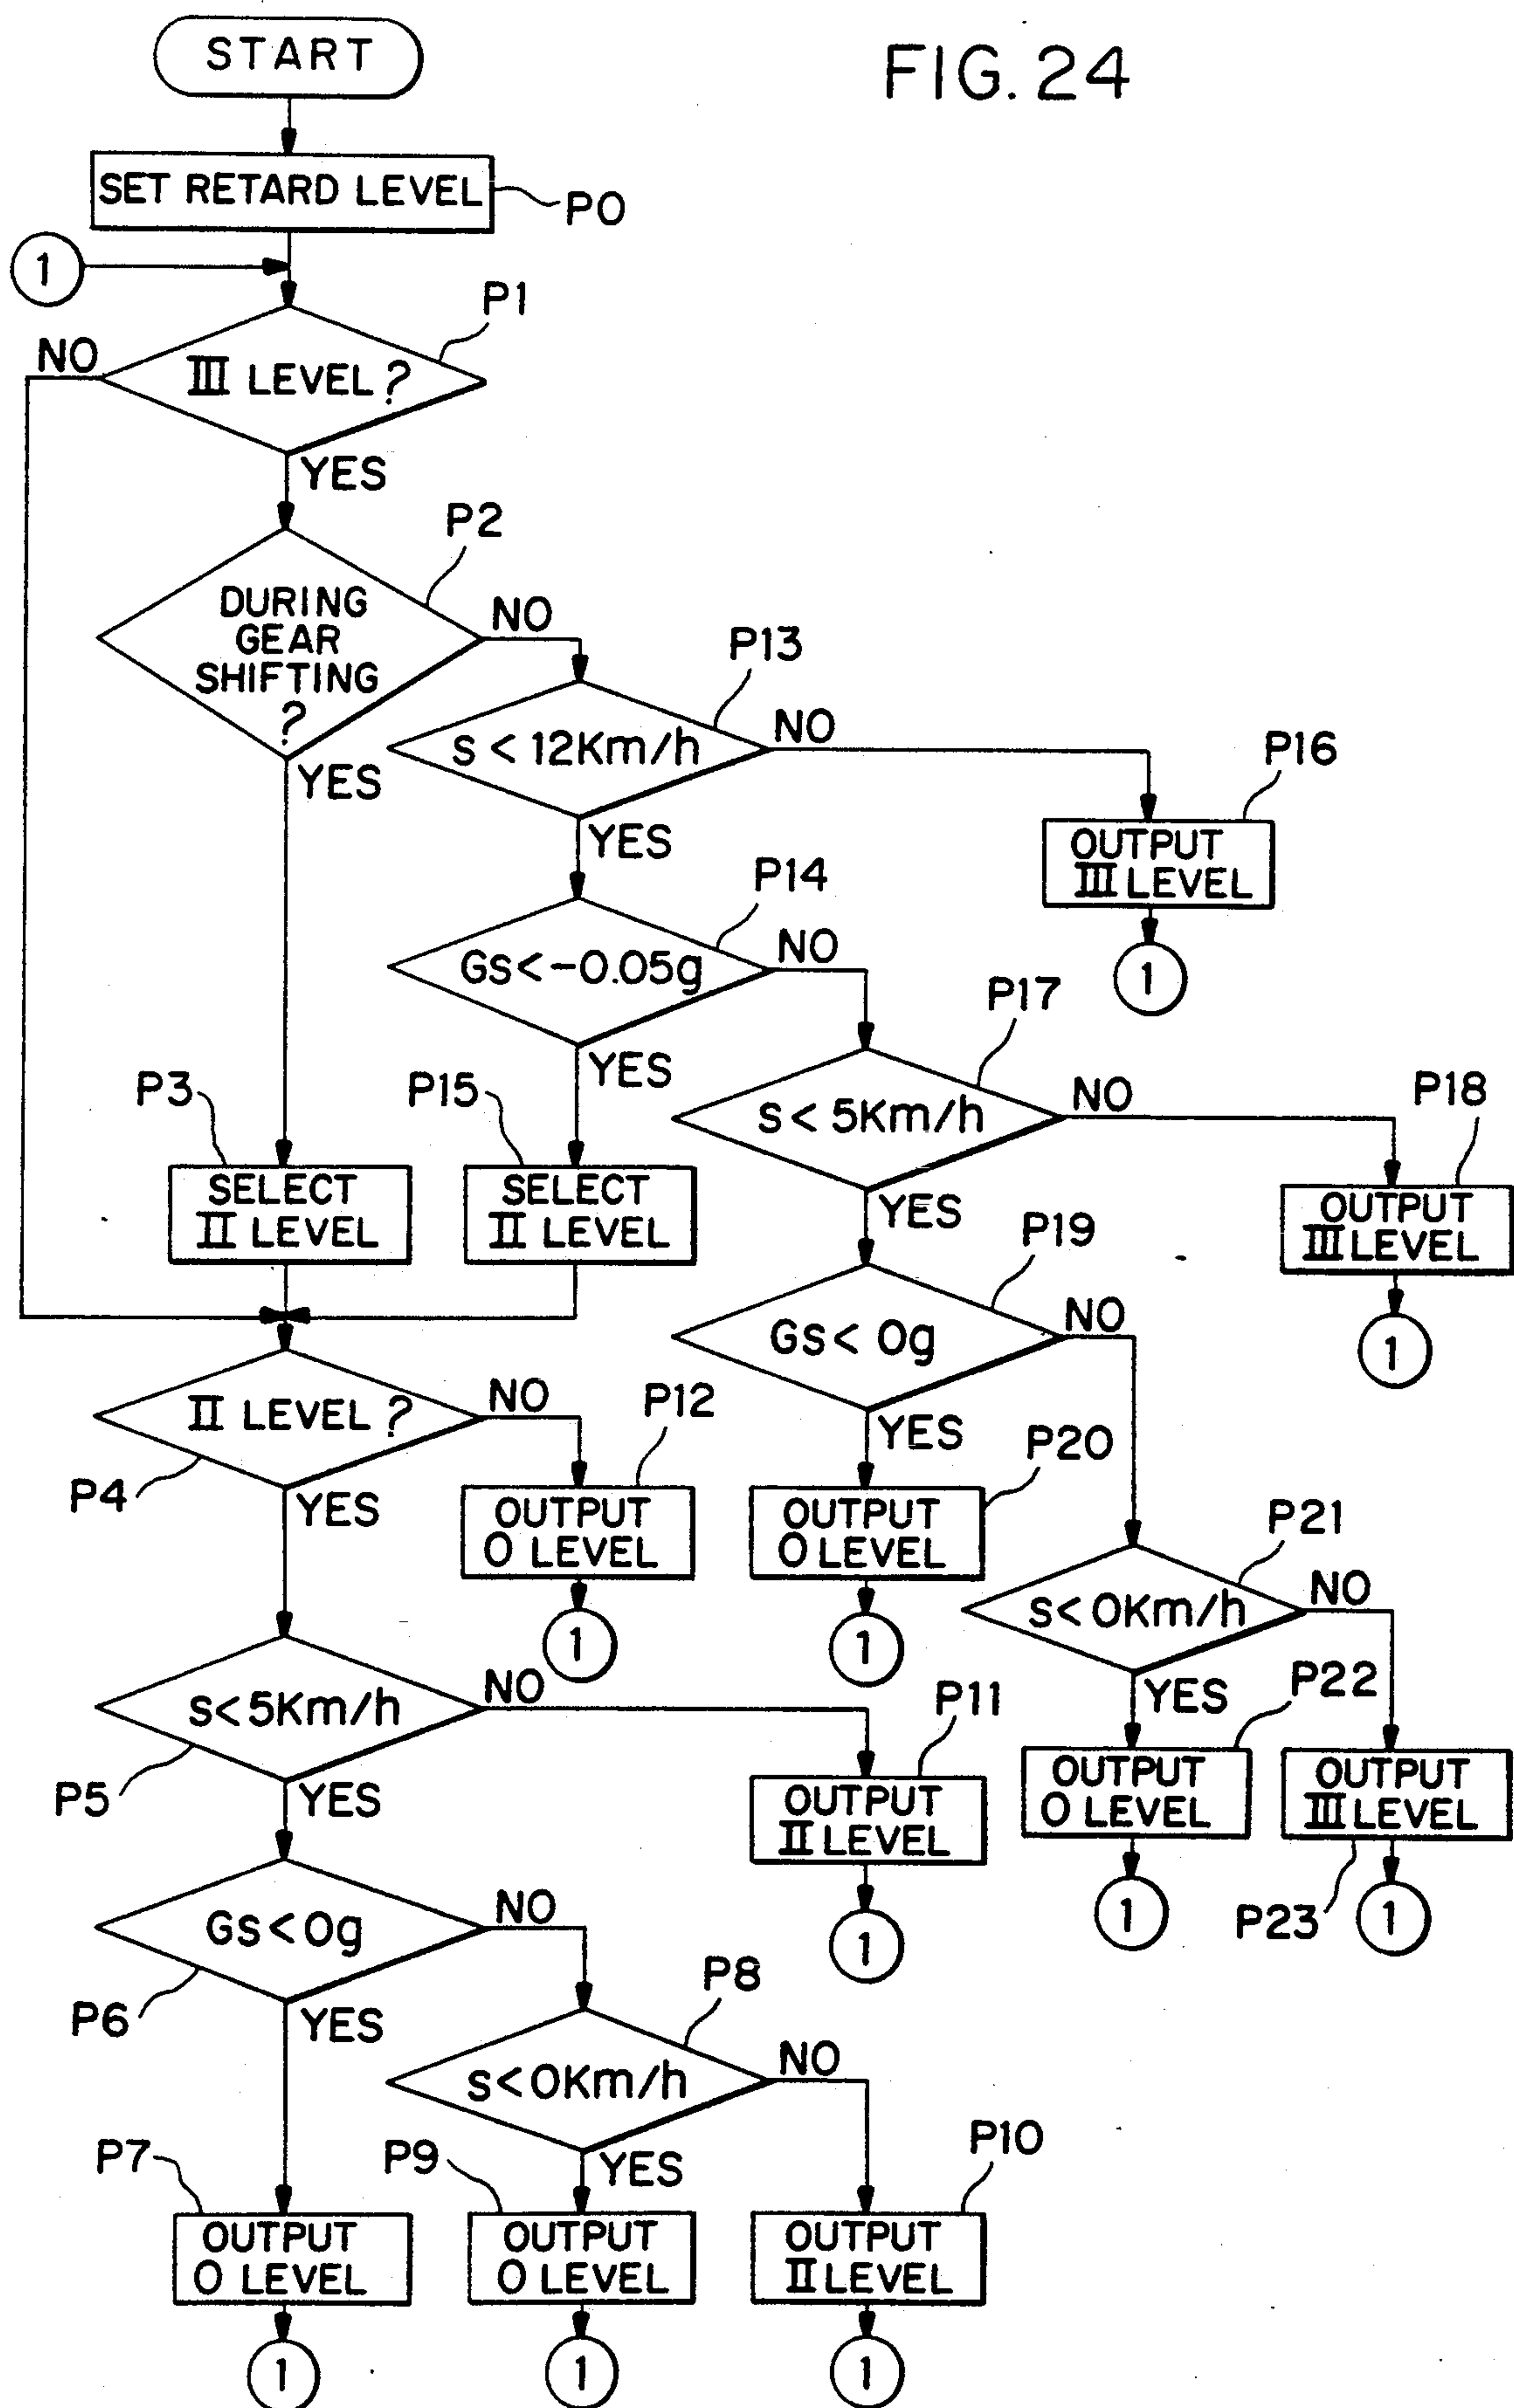 FIG. 24
START
SET RETARD LEVEL
P0
1
P1
NO
III LEVEL ?
YES
P2
DURING
GEAR
SHIFTING
?
NO
YES
P13
s < 12Km/h
NO
YES
P16
OUTPUT
III LEVEL
1
P14
Gs < -0.05g
NO
YES
P17
s < 5Km/h
NO
YES
P18
OUTPUT
III LEVEL
1
P3
SELECT
II LEVEL
P15
SELECT
II LEVEL
P19
Gs < 0g
NO
YES
II LEVEL ?
NO
P4
YES
P12
OUTPUT
0 LEVEL
1
P20
OUTPUT
0 LEVEL
1
P21
s < 0Km/h
NO
YES
s < 5Km/h
NO
P5
YES
P11
OUTPUT
II LEVEL
1
P22
OUTPUT
0 LEVEL
1
OUTPUT
III LEVEL
P23
1
Gs < 0g
NO
P6
YES
P8
s < 0Km/h
NO
YES
P7
OUTPUT
0 LEVEL
1
P9
OUTPUT
0 LEVEL
1
P10
OUTPUT
II LEVEL
1